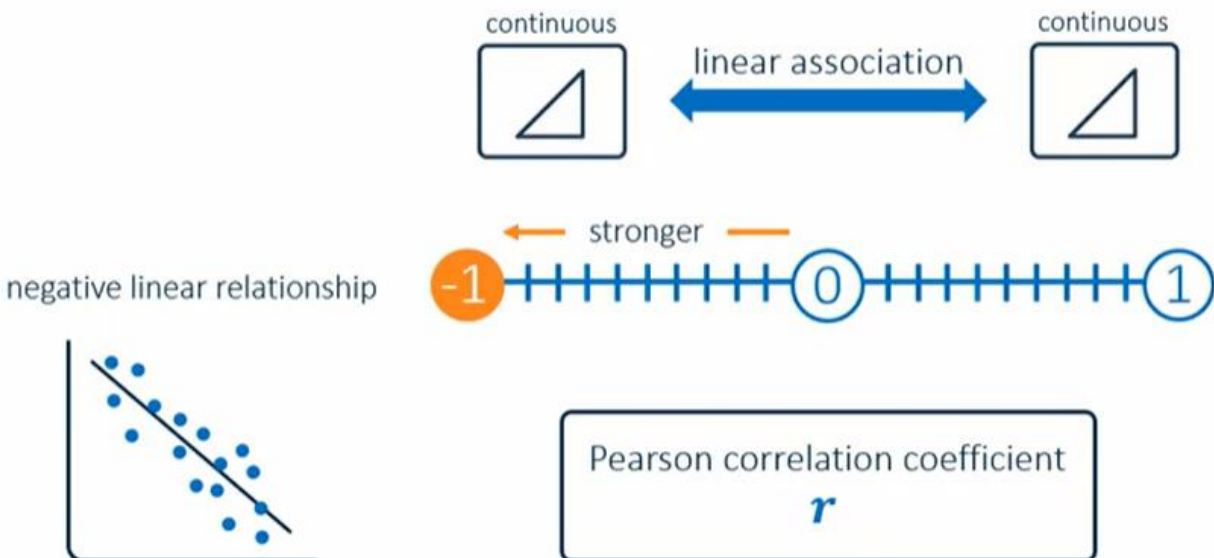 continuous
continuous
linear association
stronger
negative linear relationship
-1
0
1
Pearson correlation coefficient
r